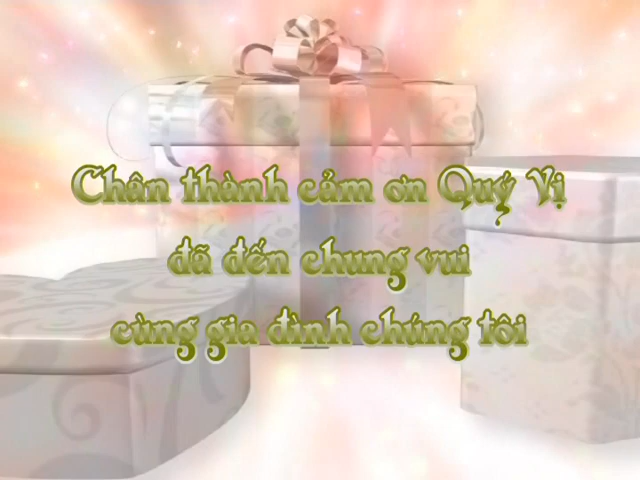 Chân thành cảm ơn Quý Vị
đã đến chung vui
cùng gia đình chúng tôi